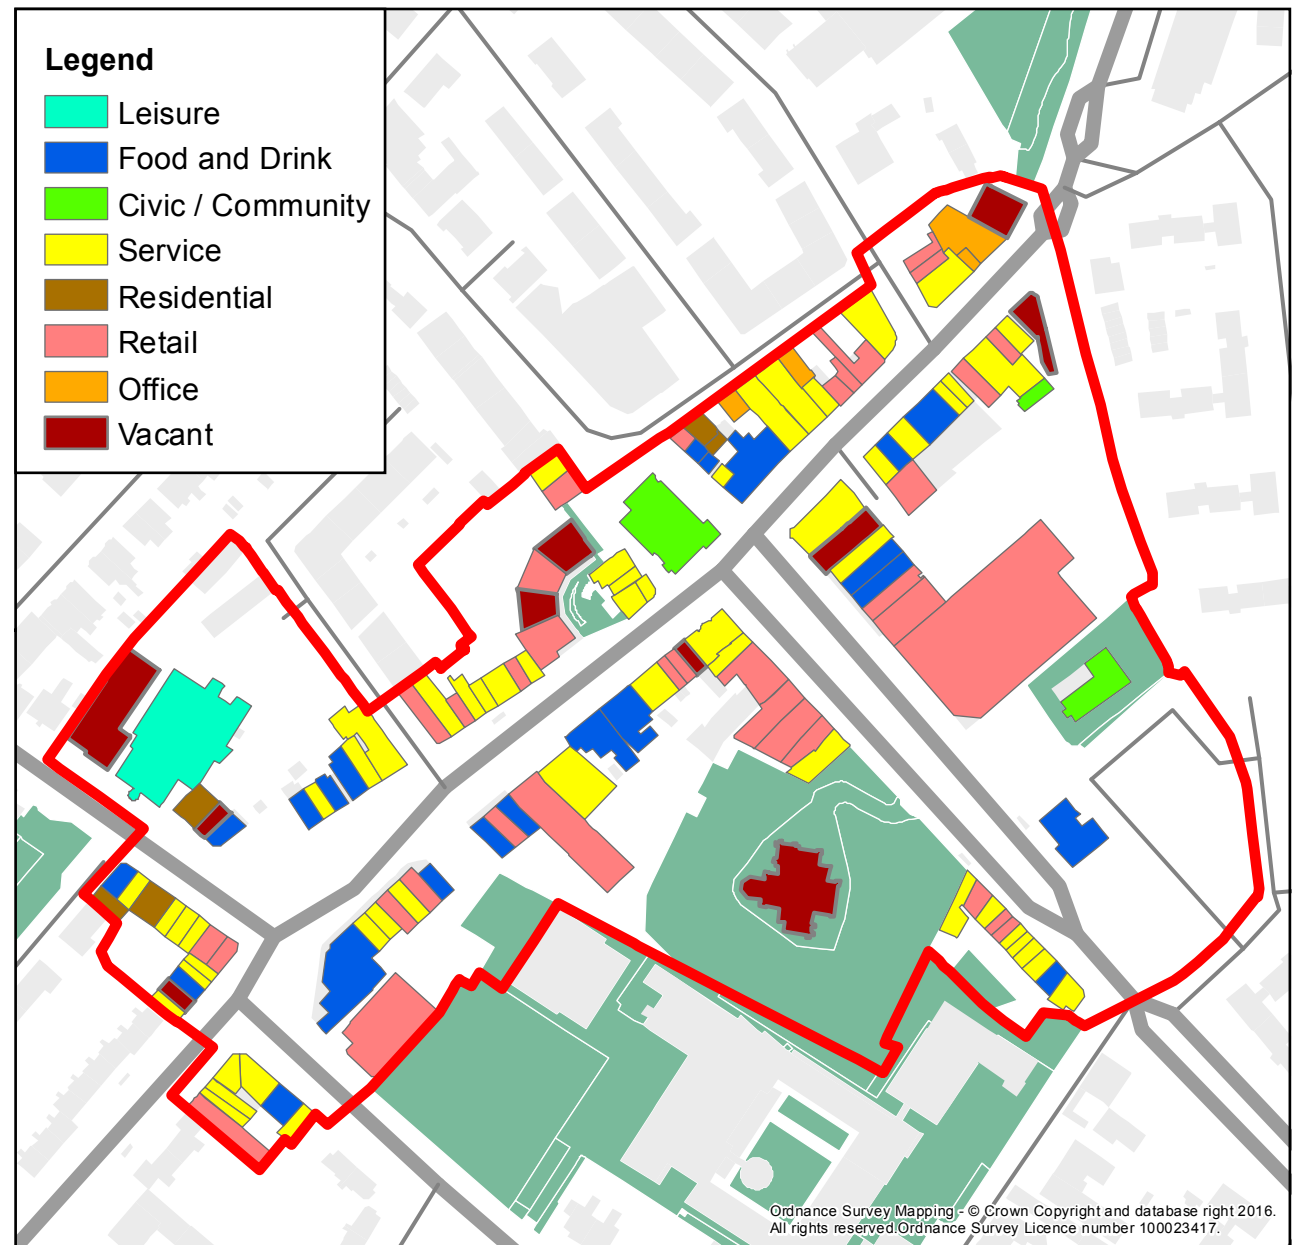 Legend
Leisure
Food and Drink
Civic / Community
Service
Residential
Retail
Office
Vacant
Ordnance Survey Mapping - © Crown Copyright and database right 2016.
All rights reserved.Ordnance Survey Licence number 100023417.